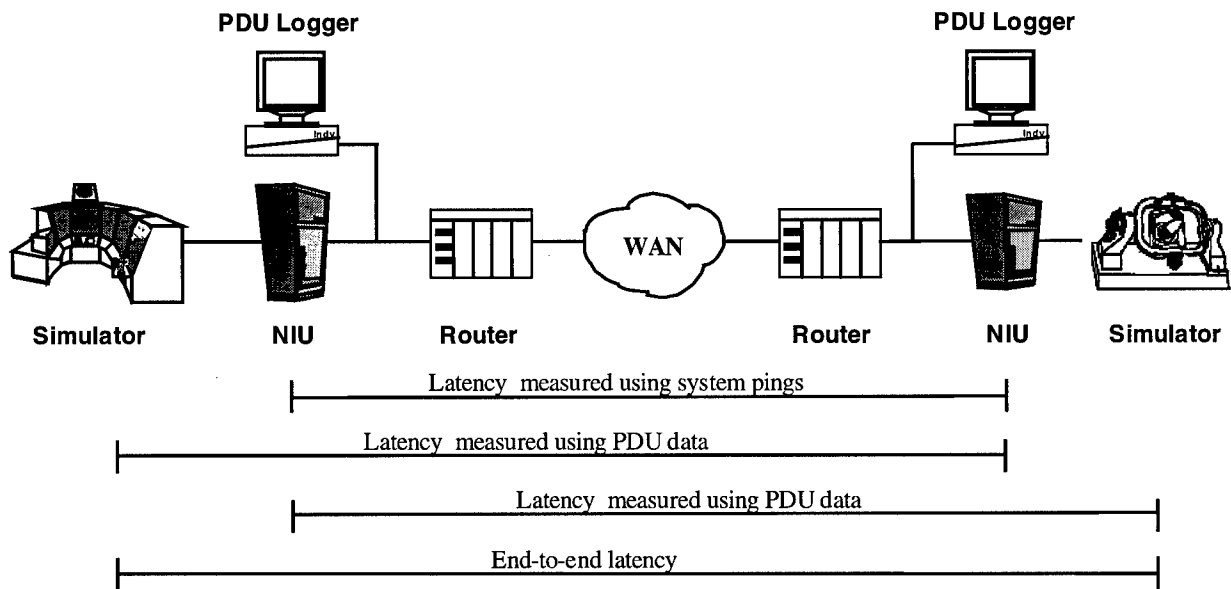 PDU Logger
PDU Logger
Indy
Indy
WAN
Simulator
NIU
Router
Router
NIU
Simulator
Latency measured using system pings
Latency measured using PDU data
Latency measured using PDU data
End-to-end latency